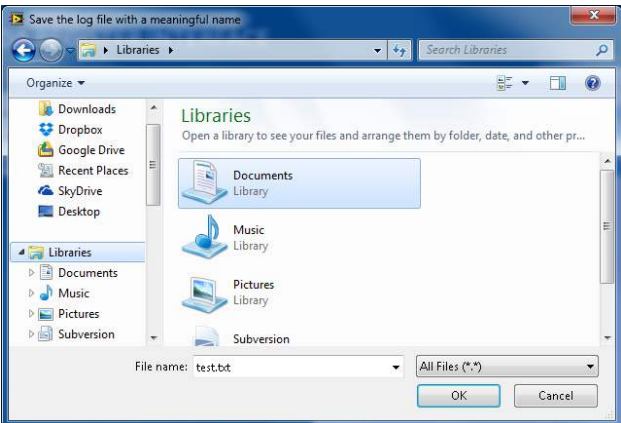 Save the log file with a meaningful name
Libraries
Search Libraries
Organize
Downloads
Dropbox
Google Drive
Recent Places
SkyDrive
Desktop
Libraries
Documents
Music
Pictures
Subversion
Libraries
Open a library to see your files and arrange them by folder, date, and other pr...
Documents
Library
Music
Library
Pictures
Library
Subversion
File name: test.txt
All Files (*.*)
OK
Cancel